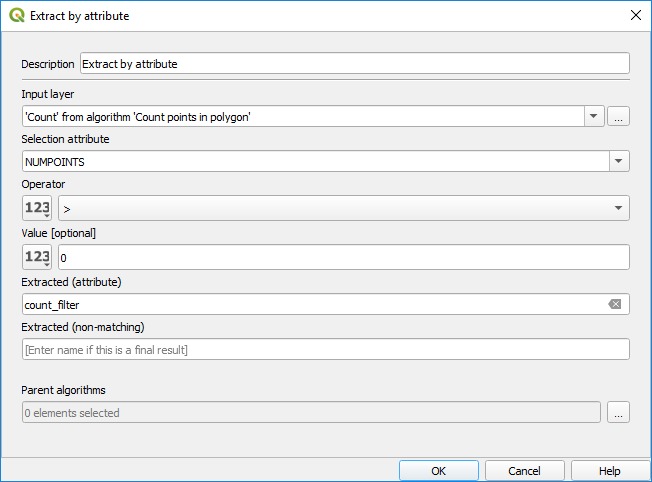 Extract by attribute
Description Extract by attribute
Input layer
'Count' from algorithm 'Count points in polygon'
...
Selection attribute
NUMPOINTS
Operator
123 >
Value [optional]
123 0
Extracted (attribute)
count_filter
Extracted (non-matching)
[Enter name if this is a final result]
Parent algorithms
0 elements selected ...
OK Cancel Help